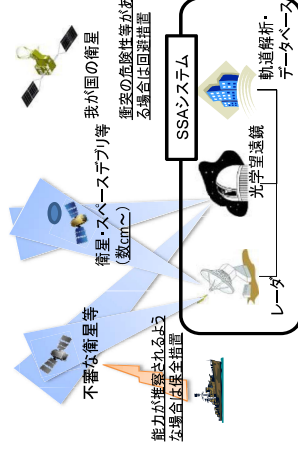 我が国の衛星
衝突の危険性等があ
る場合は回避措置
衛星・スペースデブリ等
(数cm～)
不審な衛星等
能力が推察されるよう
な場合は保全措置
SSAシステム
軌道解析・
データベース
光学望遠鏡
レーダ